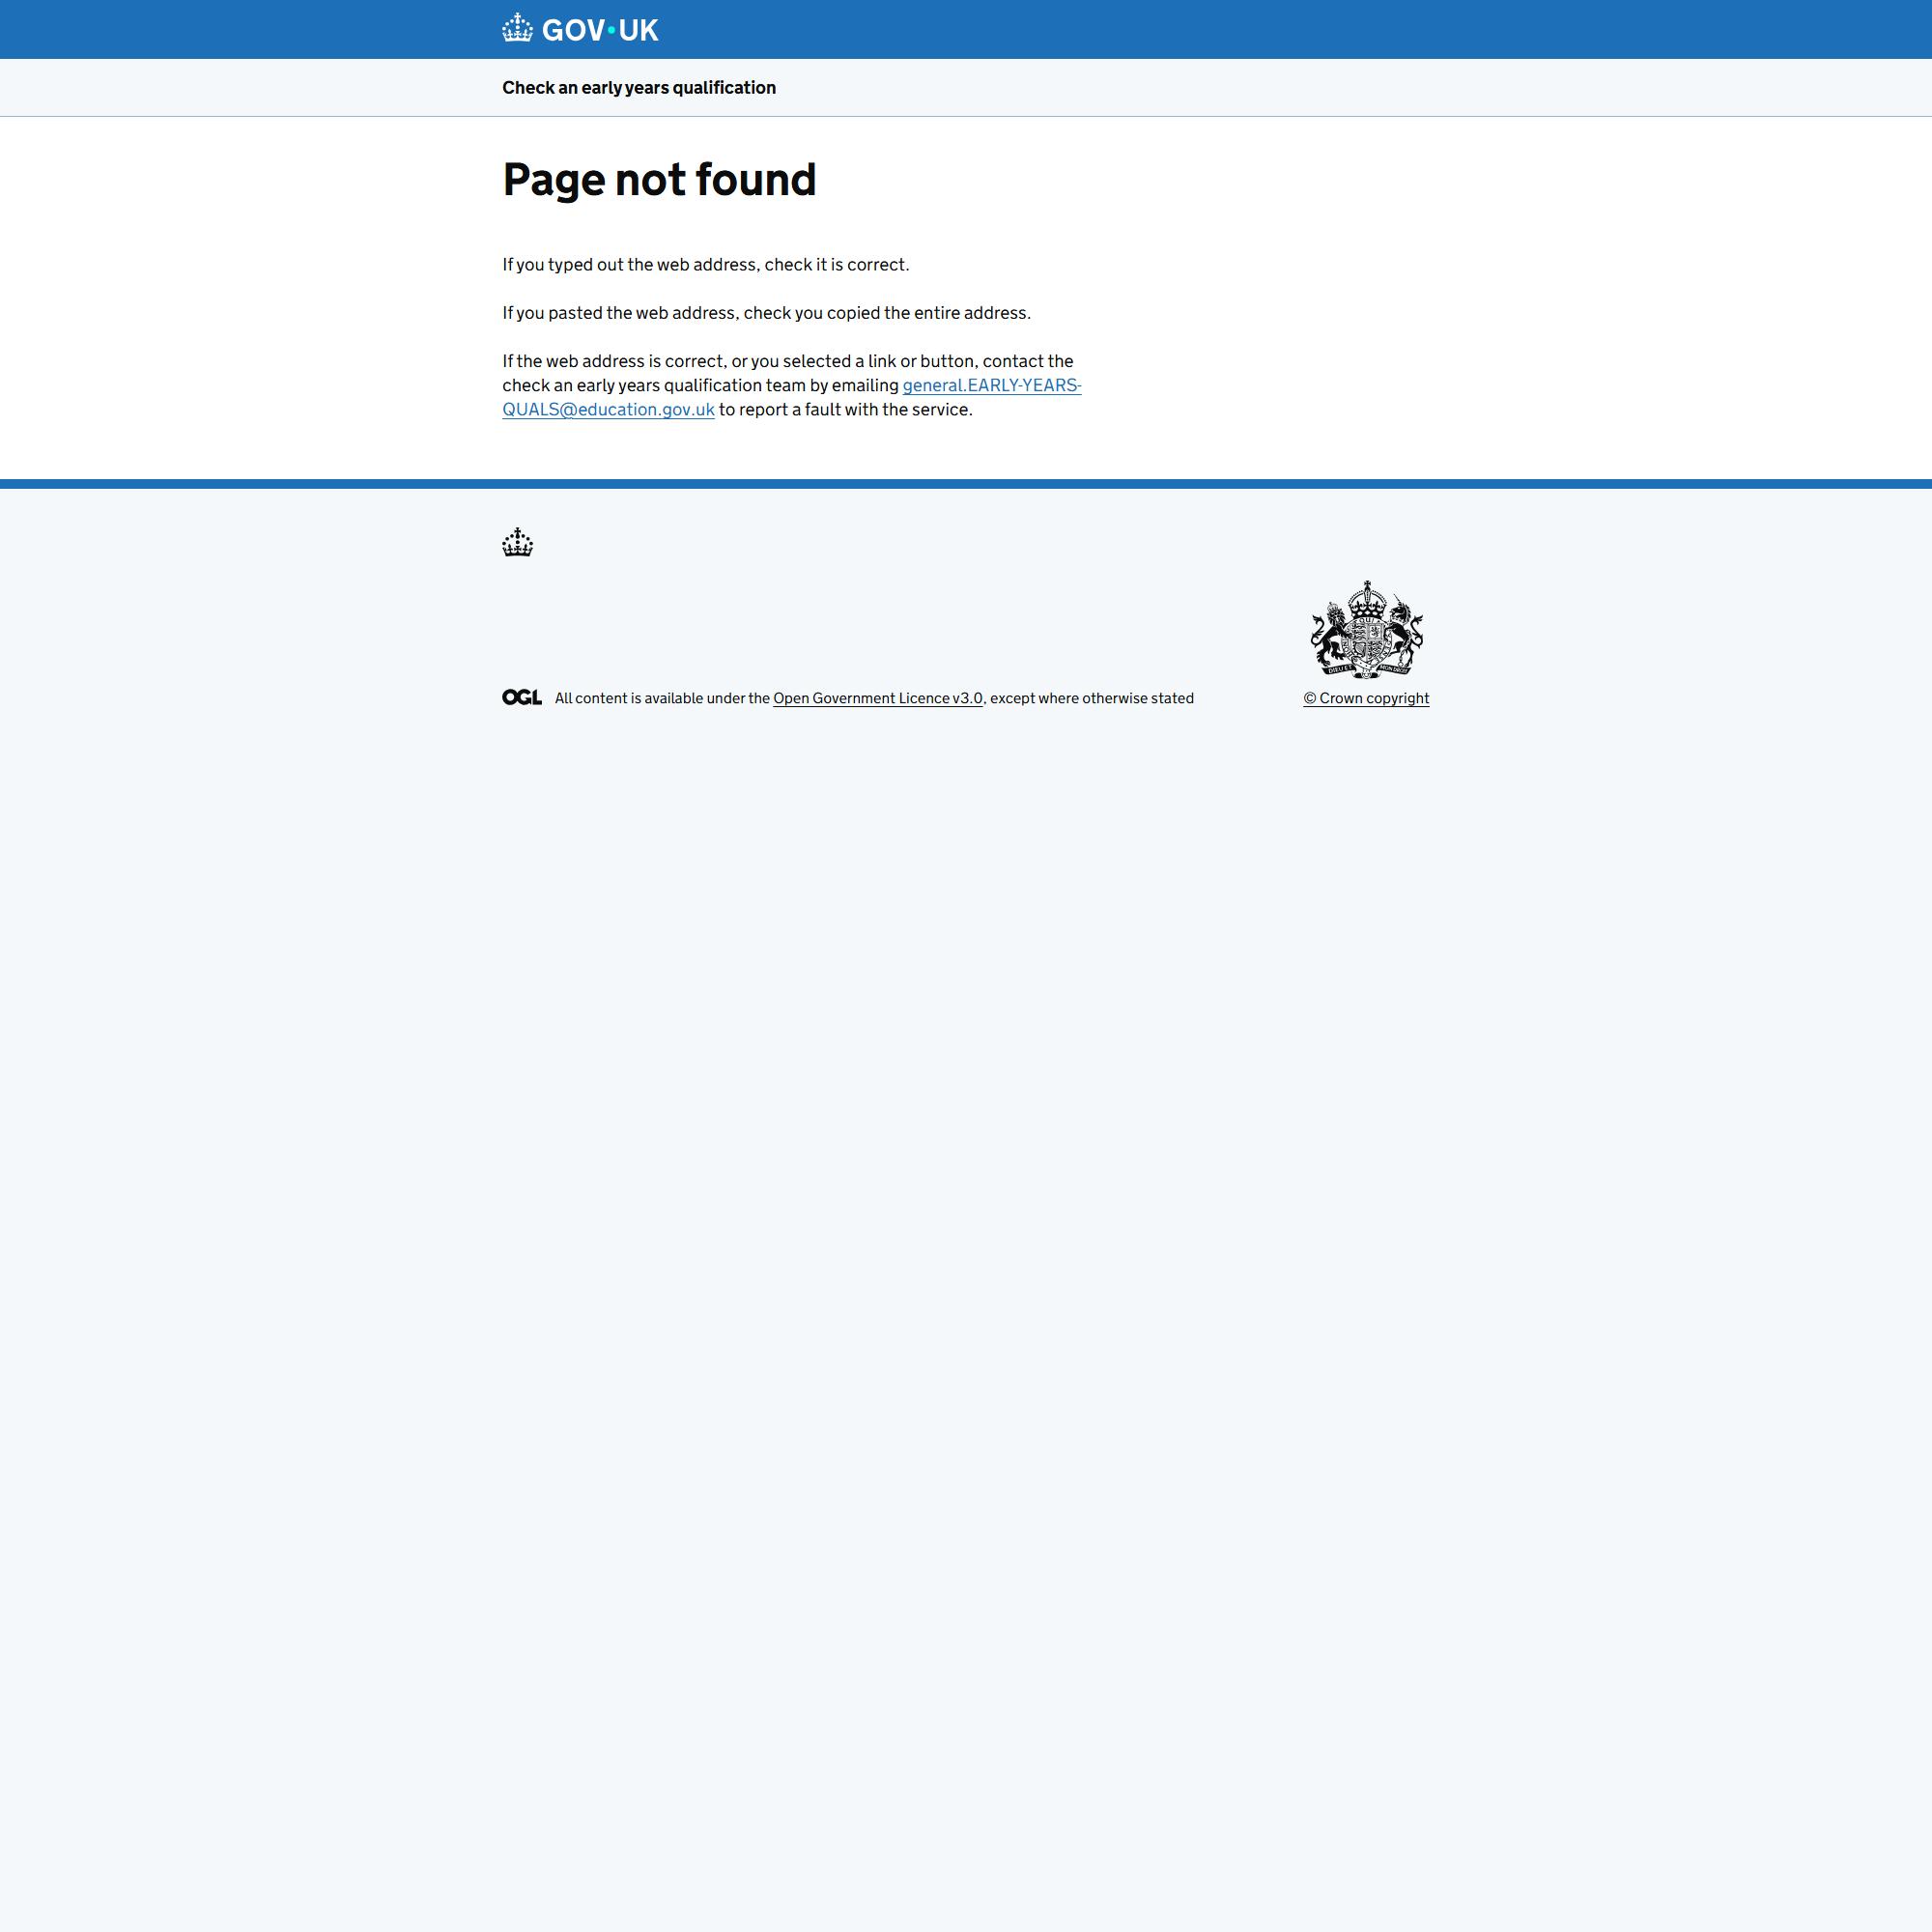 GOV·UK
Check an early years qualification
Page not found
If you typed out the web address, check it is correct.
If you pasted the web address, check you copied the entire address.
If the web address is correct, or you selected a link or button, contact the
check an early years qualification team by emailing general.EARLY-YEARS-
QUALS@education.gov.uk to report a fault with the service.
OGL All content is available under the Open Government Licence v3.0, except where otherwise stated
© Crown copyright